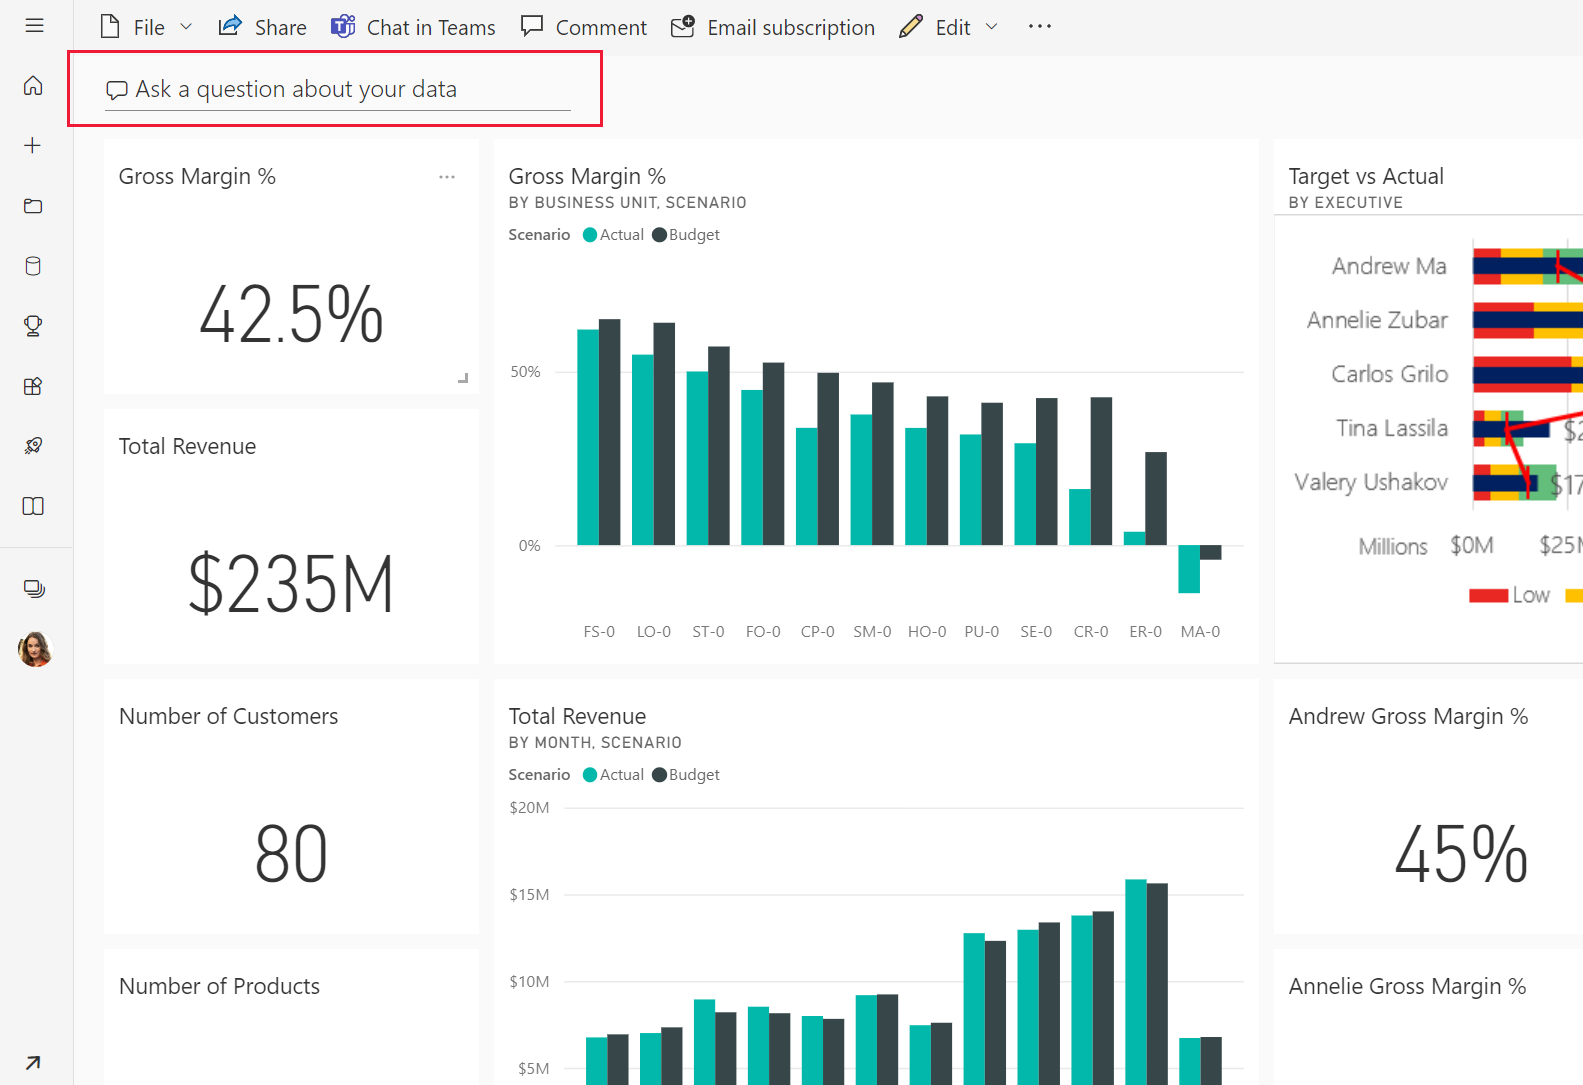 File Share Chat in Teams Comment Email subscription Edit ...
Ask a question about your data
Gross Margin %
42.5%
Total Revenue
$235M
Number of Customers
80
Number of Products
Gross Margin %
BY BUSINESS UNIT, SCENARIO
Scenario Actual Budget
50%
0%
FS-0 LO-0 ST-0 FO-0 CP-0 SM-0 HO-0 PU-0 SE-0 CR-0 ER-0 MA-0
Total Revenue
BY MONTH, SCENARIO
Scenario Actual Budget
$20M
$15M
$10M
$5M
Target vs Actual
BY EXECUTIVE
Andrew Ma
Annelie Zubar
Carlos Grilo
Tina Lassila
Valery Ushakov $17
Millions $0M $25M
Low
Andrew Gross Margin %
45%
Annelie Gross Margin %